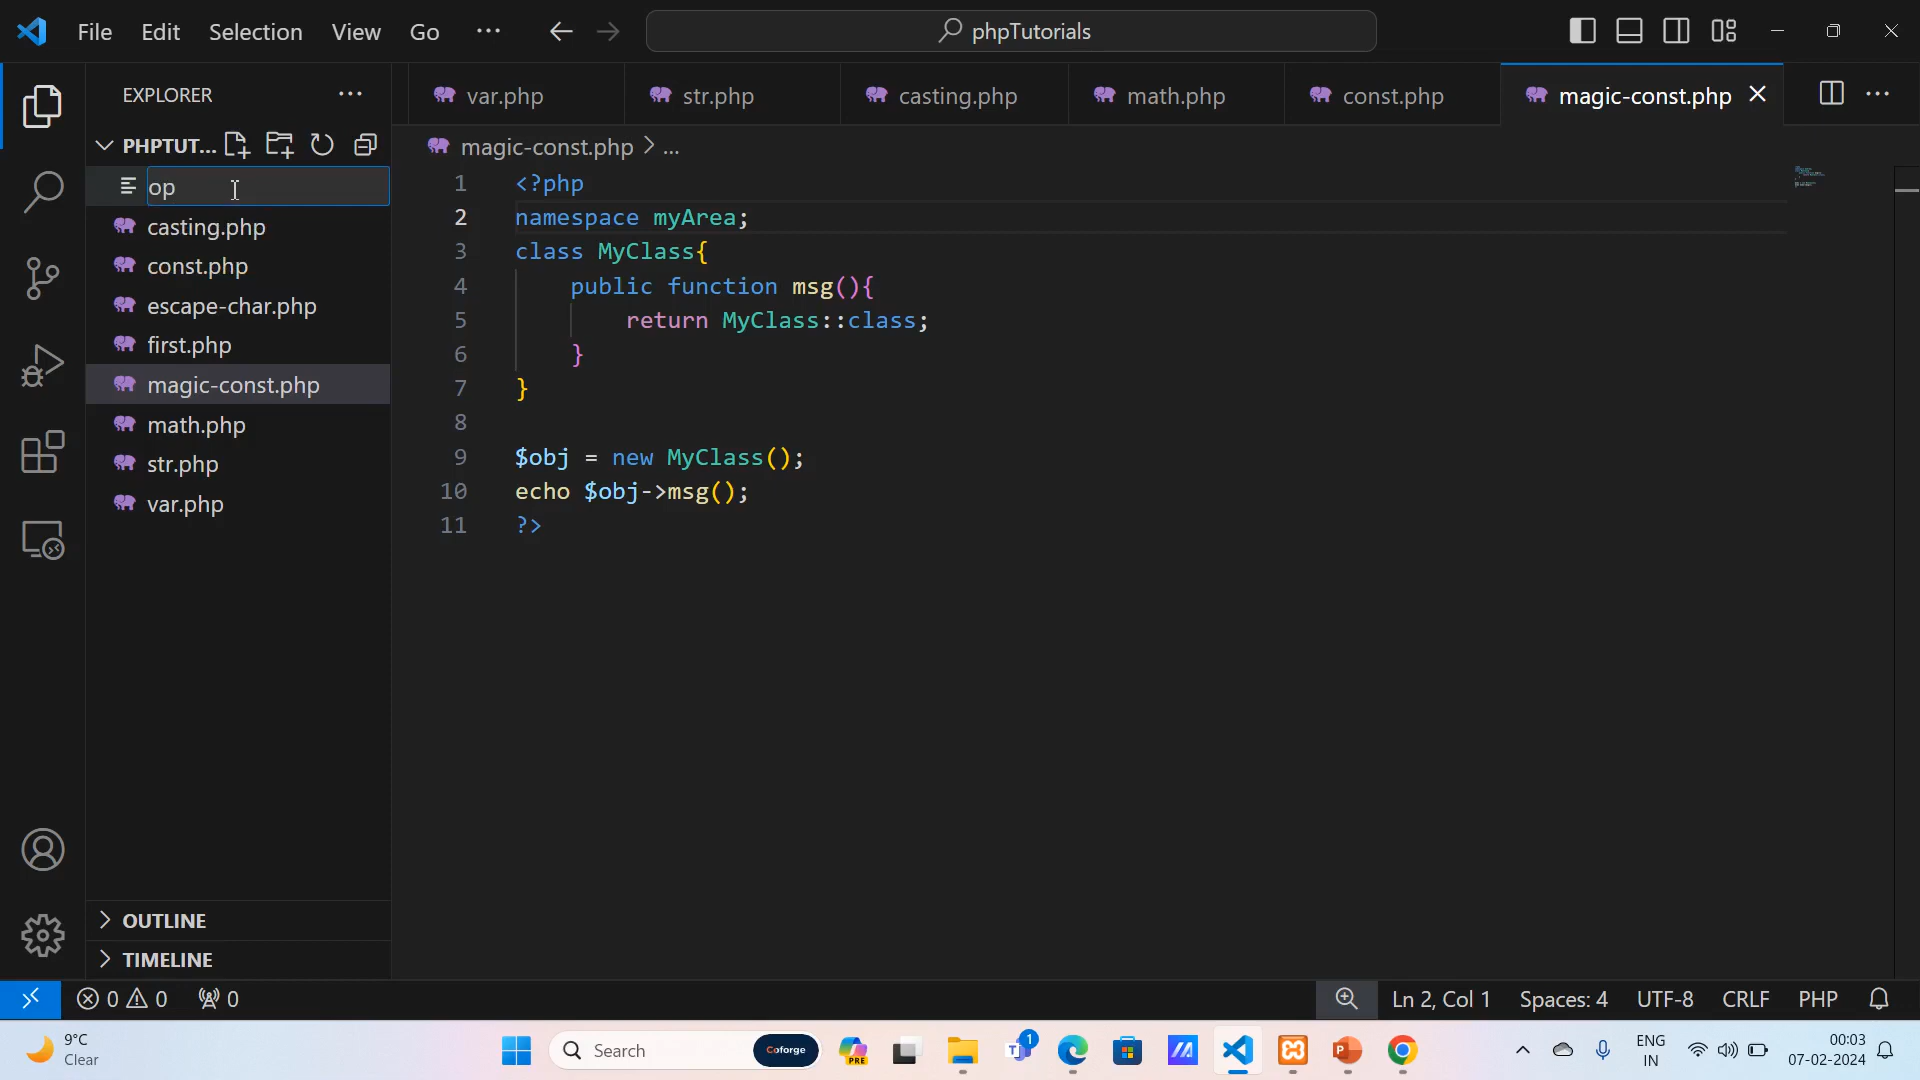 File Edit Selection View Go ... phpTutorials
EXPLORER ...
PHPTUT...
op
casting.php
const.php
escape-char.php
first.php
magic-const.php
math.php
str.php
var.php
OUTLINE
TIMELINE
var.php str.php casting.php math.php const.php magic-const.php
magic-const.php > ...
1 <?php
2 namespace myArea;
3 class MyClass{
4 public function msg(){
5 return MyClass::class;
6 }
7 }
8
9 $obj = new MyClass();
10 echo $obj->msg();
11 ?>
0 0 0 Ln 2, Col 1 Spaces: 4 UTF-8 CRLF PHP
9°C
Clear
Search Coforge PRE 1
ENG
IN
00:03
07-02-2024